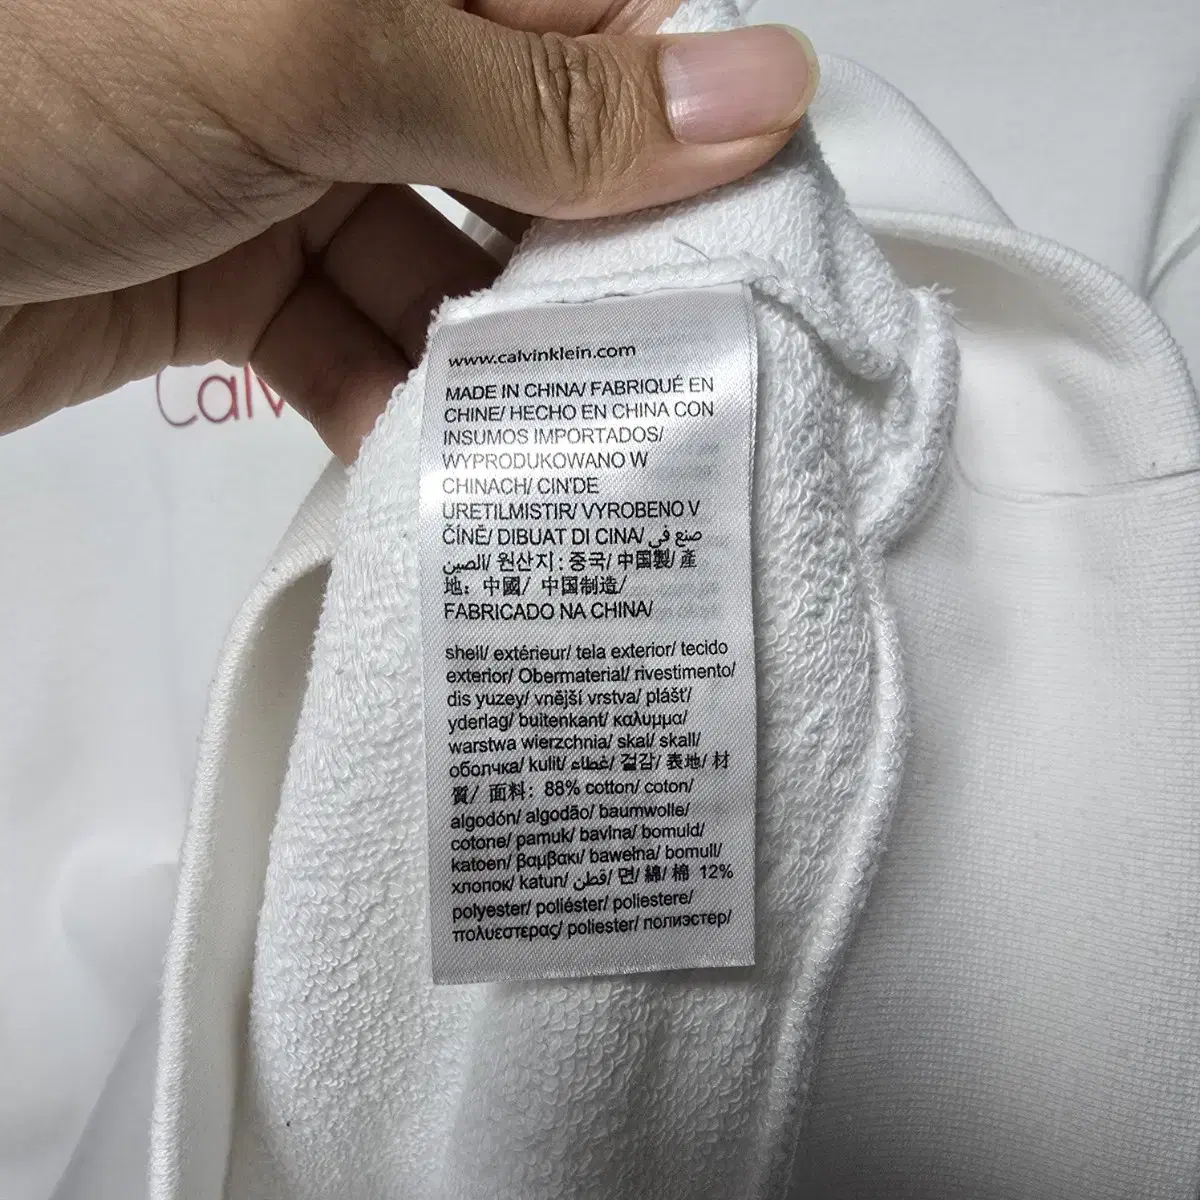 Calv
www.calvinklein.com
MADE IN CHINA/ FABRIQUÉ EN
CHINE/ HECHO EN CHINA CON
INSUMOS IMPORTADOS/
WYPRODUKOWANO W
CHINACH/ CIN'DE
ÜRETILMISTIR/ VYROBENO V
ČÍNĚ/ DIBUAT DI CINA/ صنع في
الصين/ 원산지: 중국/ 中国製/ 産
地: 中國/ 中国制造/
FABRICADO NA CHINA/
shell/ extérieur/ tela exterior/ tecido
exterior/ Obermaterial/ rivestimento/
dis yuzey/ vnější vrstva/ plášť/
yderlag/ buitenkant/ καλυμμα/
warstwa wierzchnia/ skal/ skall/
оболчка/ kulit/ غطاء/ 겉감/ 表地/ 材
質/ 面料: 88% cotton/ coton/
algodón/ algodão/ baumwolle/
cotone/ pamuk/ bavlna/ bomuld/
katoen/ βαμβακι/ bawełna/ bomull/
хлопок/ katun/ قطن/ 면/ 綿/ 棉 12%
polyester/ poliéster/ poliestere/
πολυεστερας/ poliester/ полиэстер/